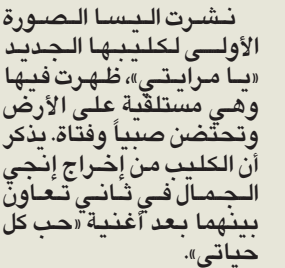 نشرت اليسا الصورة
الأولى لكليبها الجديد
«يا مرايتي»، ظهرت فيها
وهي مستلقية على الأرض
وتحتضن صبياً وفتاة. يذكر
أن الكليب من إخراج إنجي
الجمال في ثاني تعاون
بينهما بعد أغنية «حب كل
حياتي».